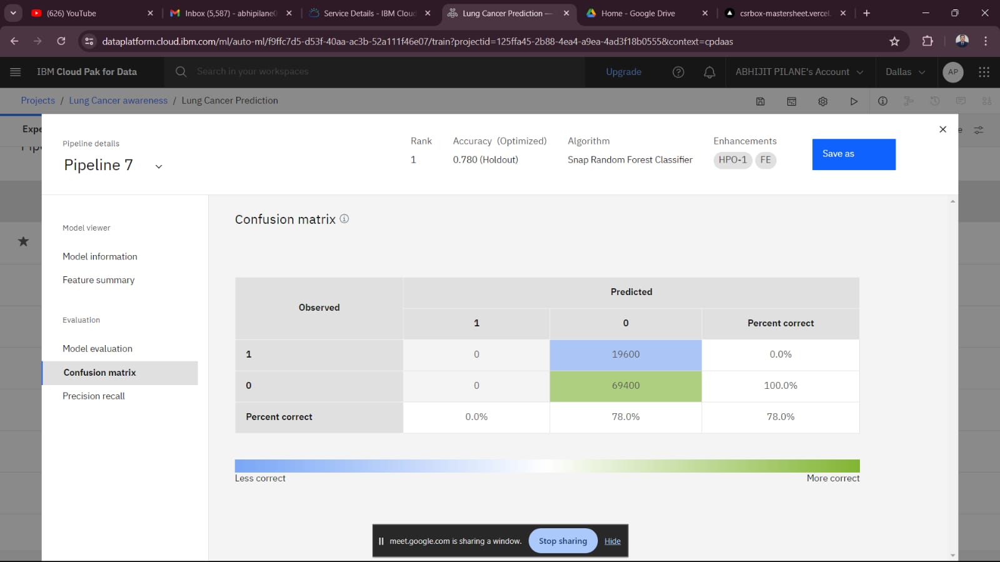 (626) YouTube
Inbox (5,587) - abhipilane0
Service Details - IBM Cloud
Lung Cancer Prediction —
Home - Google Drive
csrbox-mastersheet.vercel.
dataplatform.cloud.ibm.com/ml/auto-ml/f9ffc7d5-d53f-40aa-ac3b-52a111f46e07/train?projectid=125ffa45-2b88-4ea4-a9ea-4ad3f18b0555&context=cpdaas
IBM Cloud Pak for Data
Search in your workspaces
Upgrade
ABHIJIT PILANE's Account
Dallas
AP
Projects / Lung Cancer awareness / Lung Cancer Prediction
Expe
e
Pipeline details
Pipeline 7
Rank
1
Accuracy (Optimized)
0.780 (Holdout)
Algorithm
Snap Random Forest Classifier
Enhancements
HPO-1 FE
Save as
Model viewer
Model information
Feature summary
Evaluation
Model evaluation
Confusion matrix
Precision recall
Confusion matrix
Observed
Predicted
1 0 Percent correct
1 0 19600 0.0%
0 0 69400 100.0%
Percent correct 0.0% 78.0% 78.0%
Less correct
More correct
meet.google.com is sharing a window.
Stop sharing
Hide